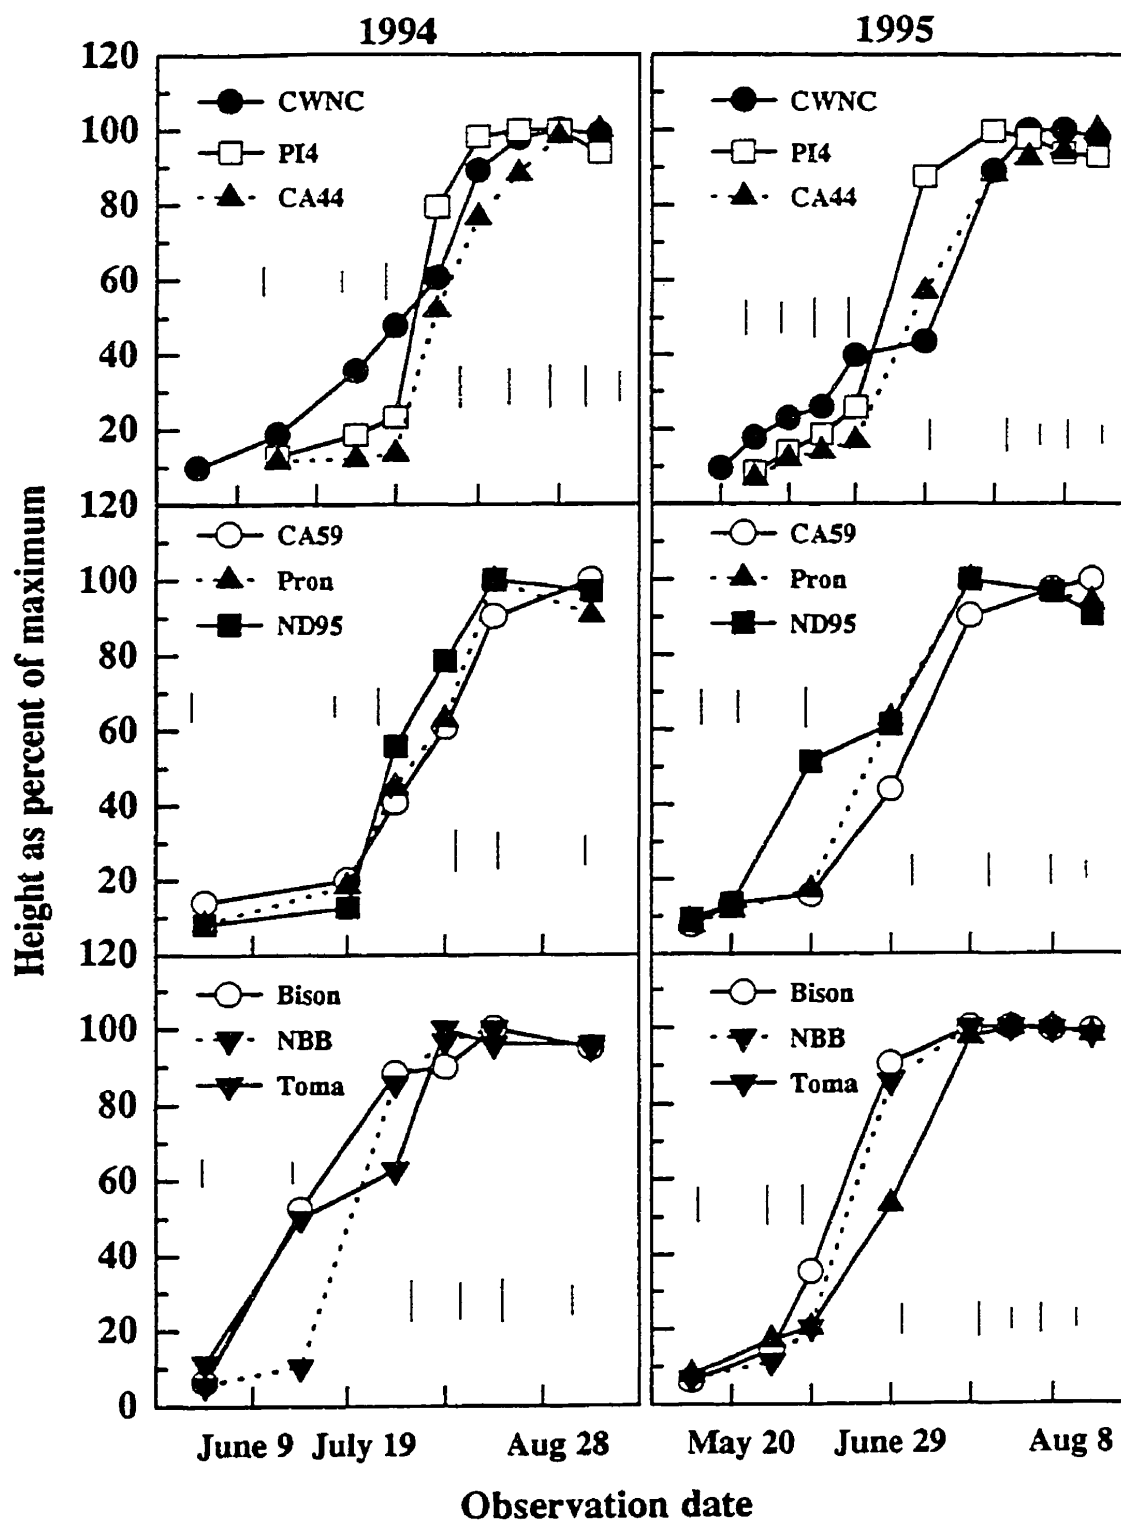 1994
1995
Height as percent of maximum
120
100
80
60
40
20
CWNC
PI4
CA44
CWNC
PI4
CA44
120
100
80
60
40
20
CA59
Pron
ND95
CA59
Pron
ND95
120
100
80
60
40
20
0
Bison
NBB
Toma
Bison
NBB
Toma
June 9 July 19 Aug 28
May 20 June 29 Aug 8
Observation date